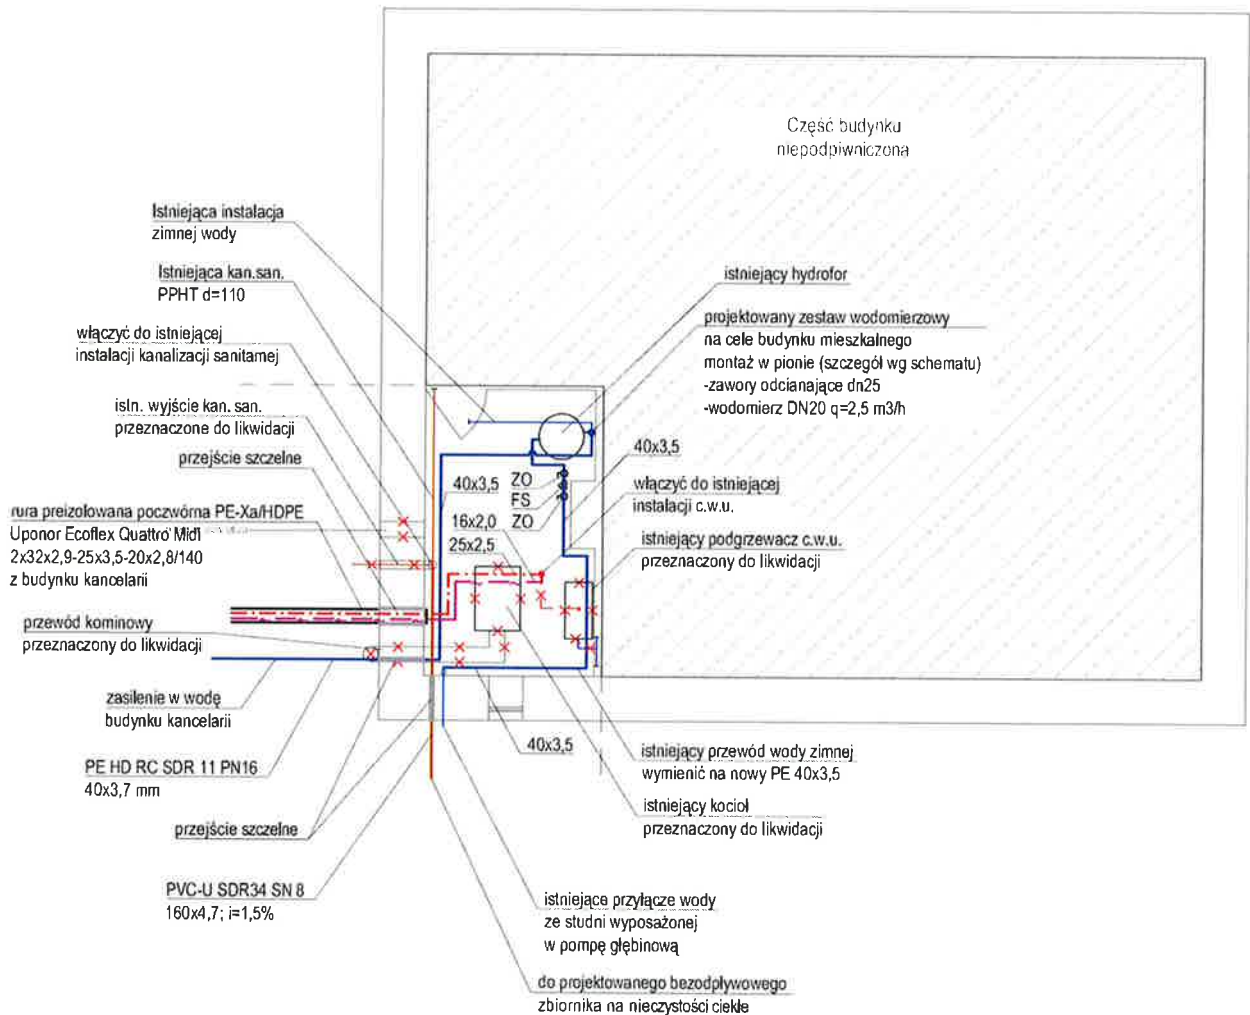 Część budynku
niepodpiwniczona
Istniejąca instalacja
zimnej wody
Istniejąca kan.san.
PPHT d=110
włączyć do istniejącej
instalacji kanalizacji sanitarnej
istn. wyjście kan. san.
przeznaczone do likwidacji
przejście szczelne
rura preizolowana poczwórna PE-Xa/HDPE
Uponor Ecoflex Quattro Midi
2x32x2,9-25x3,5-20x2,8/140
z budynku kancelarii
przewód kominowy
przeznaczony do likwidacji
zasilenie w wodę
budynku kancelarii
PE HD RC SDR 11 PN16
40x3,7 mm
przejście szczelne
PVC-U SDR34 SN 8
160x4,7; i=1,5%
40x3,5
ZO
FS
ZO
16x2,0
25x2,5
istniejący hydrofor
projektowany zestaw wodomierzowy
na cele budynku mieszkalnego
montaż w pionie (szczegół wg schematu)
-zawory odcianające dn25
-wodomierz DN20 q=2,5 m3/h
40x3,5
włączyć do istniejącej
instalacji c.w.u.
istniejący podgrzewacz c.w.u.
przeznaczony do likwidacji
40x3,5
istniejący przewód wody zimnej
wymienić na nowy PE 40x3,5
istniejący kocioł
przeznaczony do likwidacji
istniejące przyłącze wody
ze studni wyposażonej
w pompę głębinową
do projektowanego bezodpływowego
zbiornika na nieczystości ciekłe